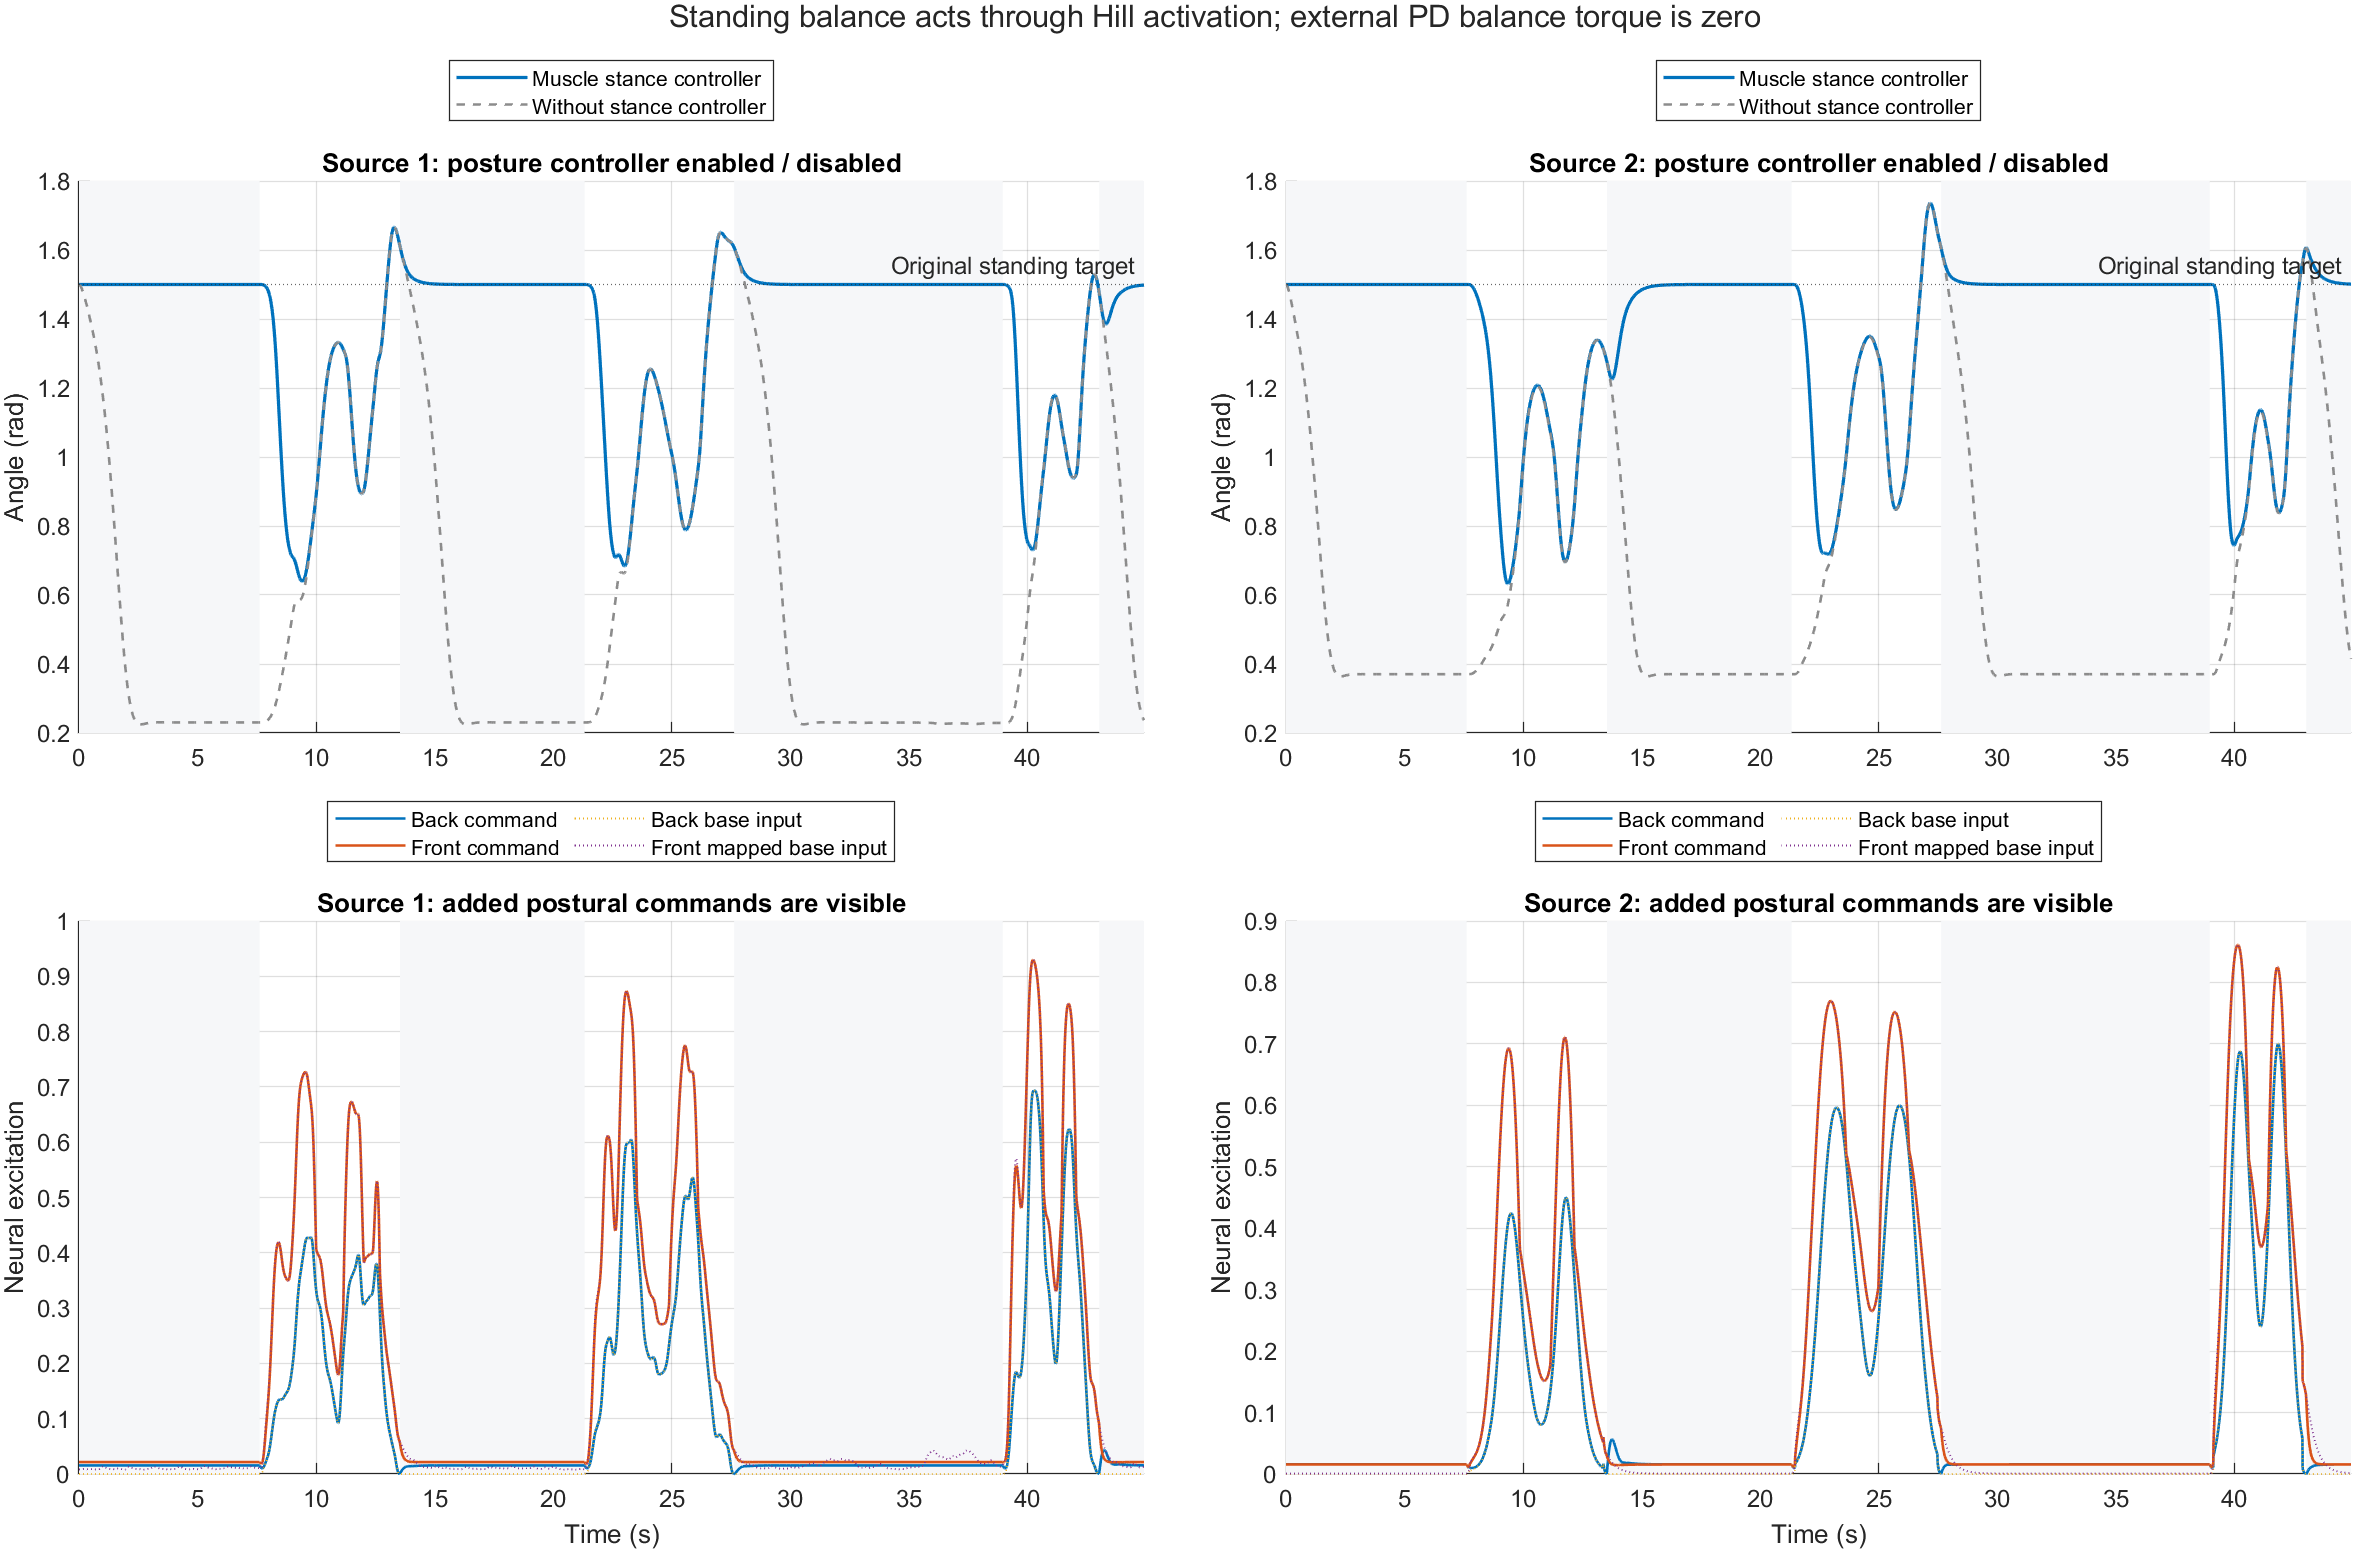 Standing balance acts through Hill activation; external PD balance torque is zero
Muscle stance controller
Without stance controller
Source 1: posture controller enabled / disabled
1.8
1.6
1.4
1.2
1
0.8
0.6
0.4
0.2
Angle (rad)
Original standing target
0 5 10 15 20 25 30 35 40
Muscle stance controller
Without stance controller
Source 2: posture controller enabled / disabled
1.8
1.6
1.4
1.2
1
0.8
0.6
0.4
0.2
Angle (rad)
Original standing target
0 5 10 15 20 25 30 35 40
Back command Back base input
Front command Front mapped base input
Source 1: added postural commands are visible
1
0.9
0.8
0.7
0.6
0.5
0.4
0.3
0.2
0.1
0
Neural excitation
0 5 10 15 20 25 30 35 40
Time (s)
Back command Back base input
Front command Front mapped base input
Source 2: added postural commands are visible
0.9
0.8
0.7
0.6
0.5
0.4
0.3
0.2
0.1
0
Neural excitation
0 5 10 15 20 25 30 35 40
Time (s)